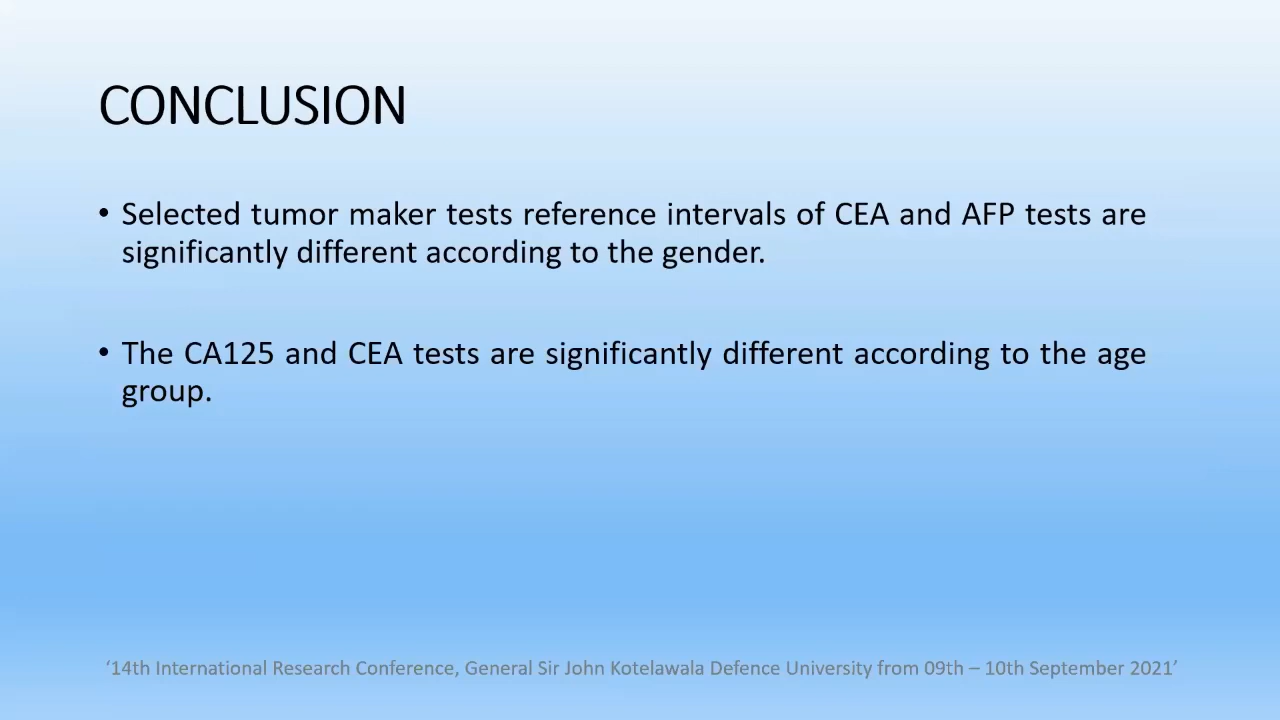 CONCLUSION
• Selected tumor maker tests reference intervals of CEA and AFP tests are
significantly different according to the gender.
• The CA125 and CEA tests are significantly different according to the age
group.
‘14th International Research Conference, General Sir John Kotelawala Defence University from 09th – 10th September 2021’